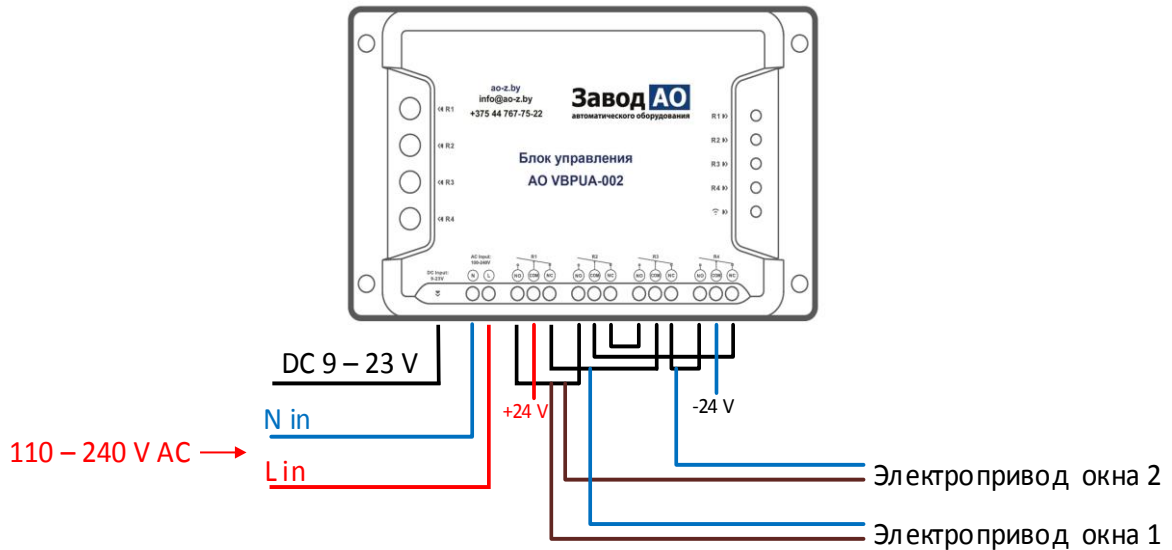 ao-z.by
info@ao-z.by
+375 44 767-75-22
Завод АО
автоматического оборудования
Блок управления
АО VBPUA-002
R1
R2
R3
R4
R1
R2
R3
R4
DC Input:
9-23V
AC Input:
100-240V
N L
R1
NO COM NC
R2
NO COM NC
R3
NO COM NC
R4
NO COM NC
DC 9 – 23 V
N in
110 – 240 V AC
L in
+24 V
-24 V
Электропривод окна 2
Электропривод окна 1